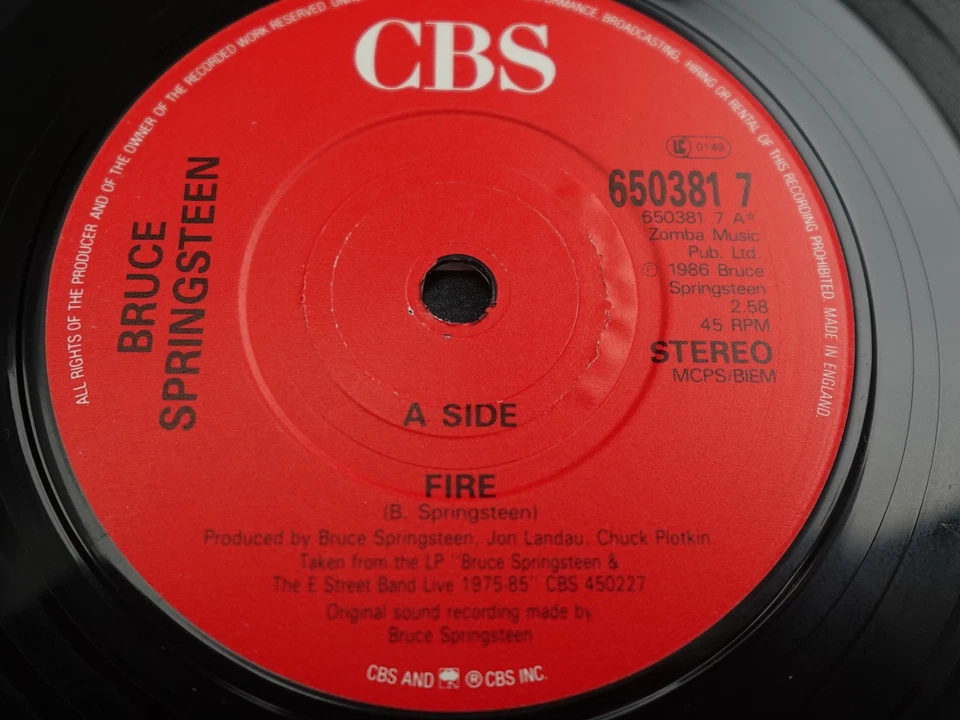 CBS
ALL RIGHTS OF THE PRODUCER AND OF THE OWNER OF THE RECORDED WORK RESERVED. BROADCASTING, HIRING OR RENTAL OF THIS RECORDING PROHIBITED. MADE IN ENGLAND.
BRUCE
SPRINGSTEEN
LC 0149
650381 7
650381 7 A*
Zomba Music
Pub. Ltd.
℗ 1986 Bruce
Springsteen
2.58
45 RPM
STEREO
MCPS/BIEM
A SIDE
FIRE
(B. Springsteen)
Produced by Bruce Springsteen, Jon Landau, Chuck Plotkin
Taken from the LP "Bruce Springsteen &
The E Street Band Live 1975-85" CBS 450227
Original sound recording made by
Bruce Springsteen
CBS AND ® CBS INC.